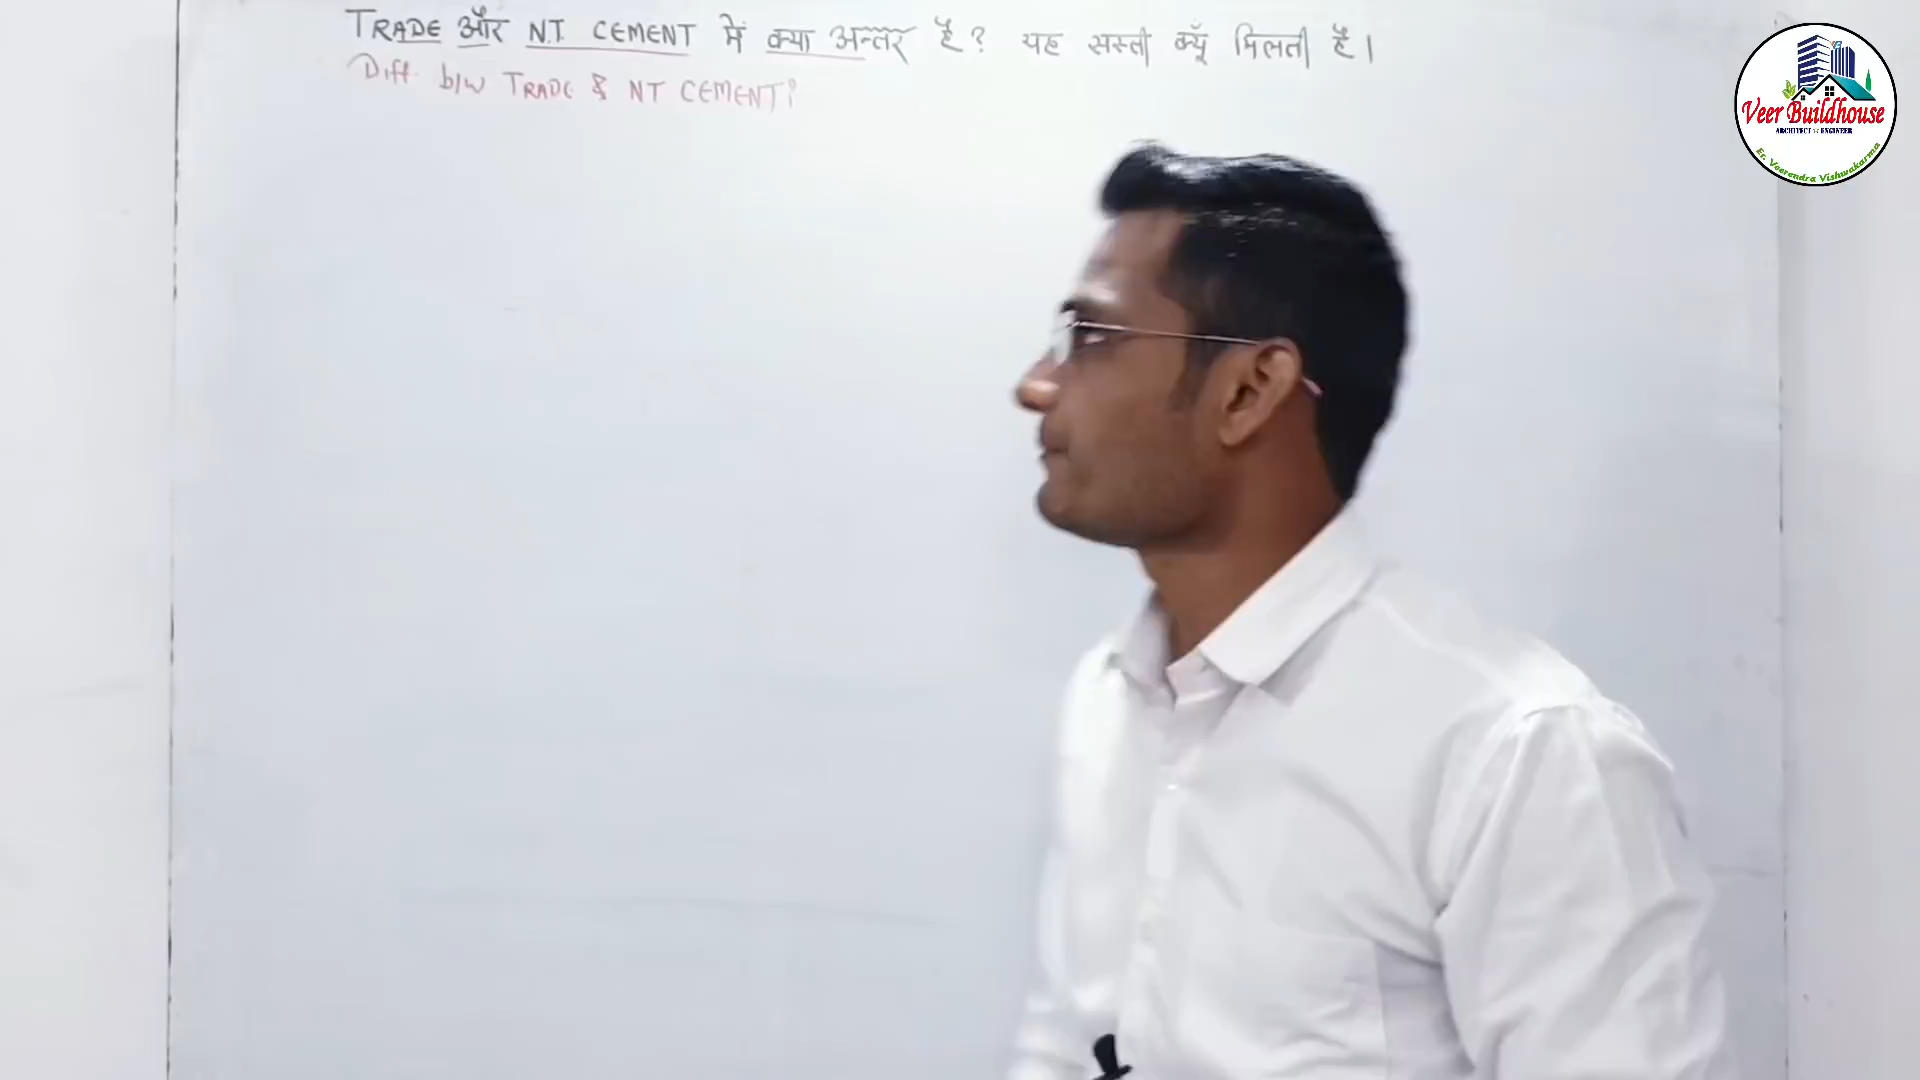 TRADE और N.T. CEMENT में क्या अन्तर है? यह सस्ती क्यूँ मिलती है।
Diff. b/w TRADE & NT CEMENT?
Veer Buildhouse
ARCHITECT ENGINEER
Er. Veerendra Vishwakarma